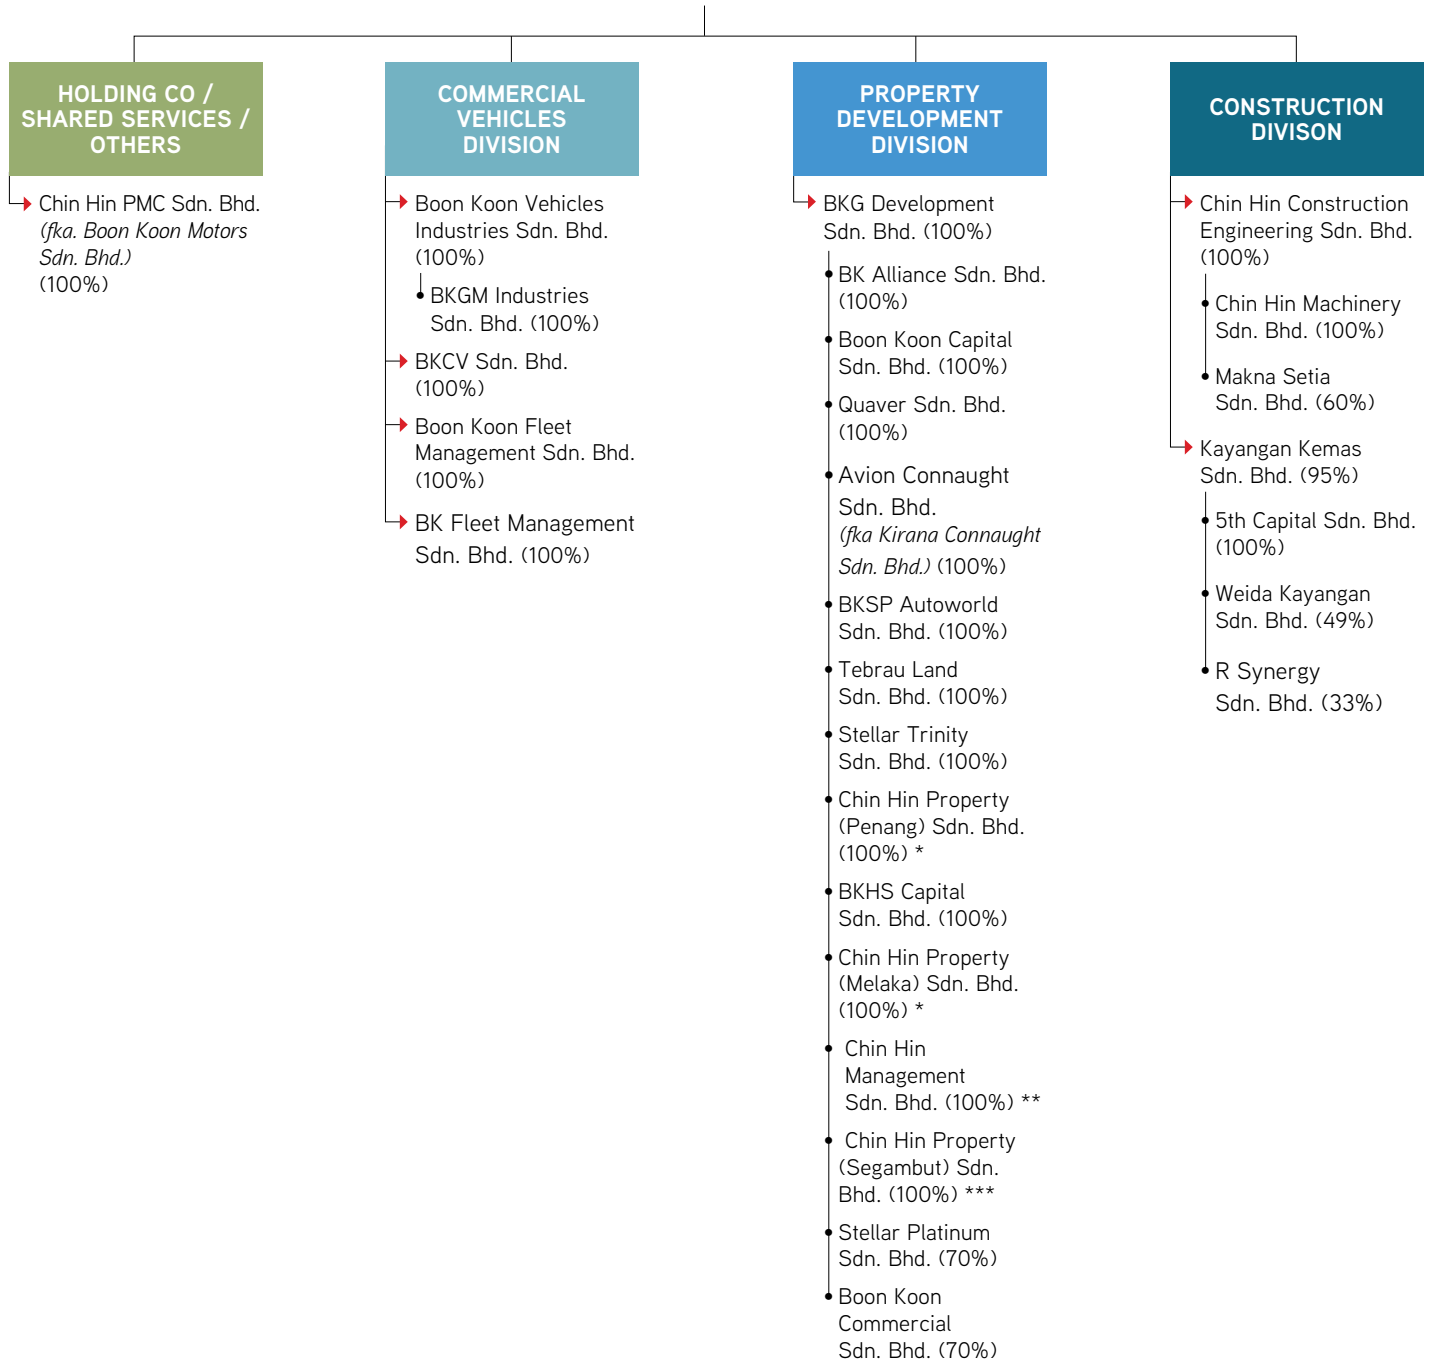 HOLDING CO /
SHARED SERVICES /
OTHERS
Chin Hin PMC Sdn. Bhd.
(fka. Boon Koon Motors
Sdn. Bhd.)
(100%)
COMMERCIAL
VEHICLES
DIVISION
Boon Koon Vehicles
Industries Sdn. Bhd.
(100%)
BKGM Industries
Sdn. Bhd. (100%)
BKCV Sdn. Bhd.
(100%)
Boon Koon Fleet
Management Sdn. Bhd.
(100%)
BK Fleet Management
Sdn. Bhd. (100%)
PROPERTY
DEVELOPMENT
DIVISION
BKG Development
Sdn. Bhd. (100%)
BK Alliance Sdn. Bhd.
(100%)
Boon Koon Capital
Sdn. Bhd. (100%)
Quaver Sdn. Bhd.
(100%)
Avion Connaught
Sdn. Bhd.
(fka Kirana Connaught
Sdn. Bhd.) (100%)
BKSP Autoworld
Sdn. Bhd. (100%)
Tebrau Land
Sdn. Bhd. (100%)
Stellar Trinity
Sdn. Bhd. (100%)
Chin Hin Property
(Penang) Sdn. Bhd.
(100%) *
BKHS Capital
Sdn. Bhd. (100%)
Chin Hin Property
(Melaka) Sdn. Bhd.
(100%) *
Chin Hin
Management
Sdn. Bhd. (100%) **
Chin Hin Property
(Segambut) Sdn.
Bhd. (100%) ***
Stellar Platinum
Sdn. Bhd. (70%)
Boon Koon
Commercial
Sdn. Bhd. (70%)
CONSTRUCTION
DIVISON
Chin Hin Construction
Engineering Sdn. Bhd.
(100%)
Chin Hin Machinery
Sdn. Bhd. (100%)
Makna Setia
Sdn. Bhd. (60%)
Kayangan Kemas
Sdn. Bhd. (95%)
5th Capital Sdn. Bhd.
(100%)
Weida Kayangan
Sdn. Bhd. (49%)
R Synergy
Sdn. Bhd. (33%)